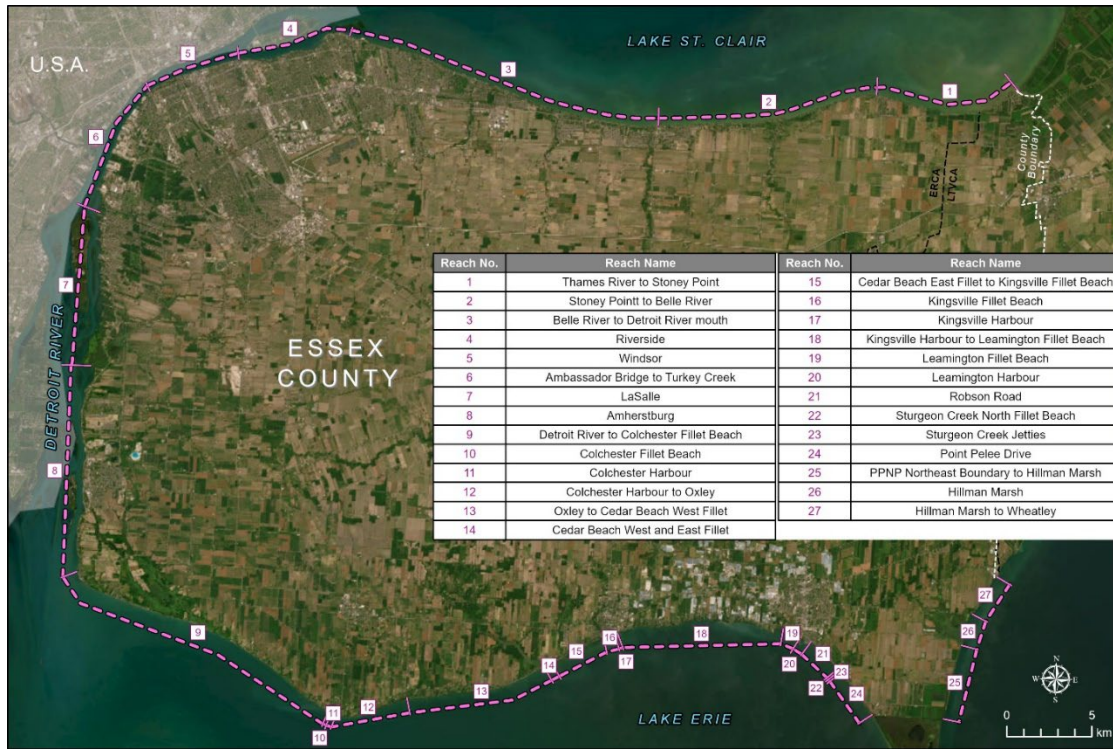 LAKE ST. CLAIR
U.S.A.
4
5
3
2
1
6
County
Boundary
ERCA
LTVCA
7
DETROIT RIVER
ESSEX
COUNTY
8
Reach No. Reach Name Reach No. Reach Name
1 Thames River to Stoney Point 15 Cedar Beach East Fillet to Kingsville Fillet Beach
2 Stoney Pointt to Belle River 16 Kingsville Fillet Beach
3 Belle River to Detroit River mouth 17 Kingsville Harbour
4 Riverside 18 Kingsville Harbour to Leamington Fillet Beach
5 Windsor 19 Leamington Fillet Beach
6 Ambassador Bridge to Turkey Creek 20 Leamington Harbour
7 LaSalle 21 Robson Road
8 Amherstburg 22 Sturgeon Creek North Fillet Beach
9 Detroit River to Colchester Fillet Beach 23 Sturgeon Creek Jetties
10 Colchester Fillet Beach 24 Point Pelee Drive
11 Colchester Harbour 25 PPNP Northeast Boundary to Hillman Marsh
12 Colchester Harbour to Oxley 26 Hillman Marsh
13 Oxley to Cedar Beach West Fillet 27 Hillman Marsh to Wheatley
14 Cedar Beach West and East Fillet
9
10
11
12
13
14
15
16
17
18
19
20
21
22
23
24
25
26
27
LAKE ERIE
N
W E
S
0 5
km